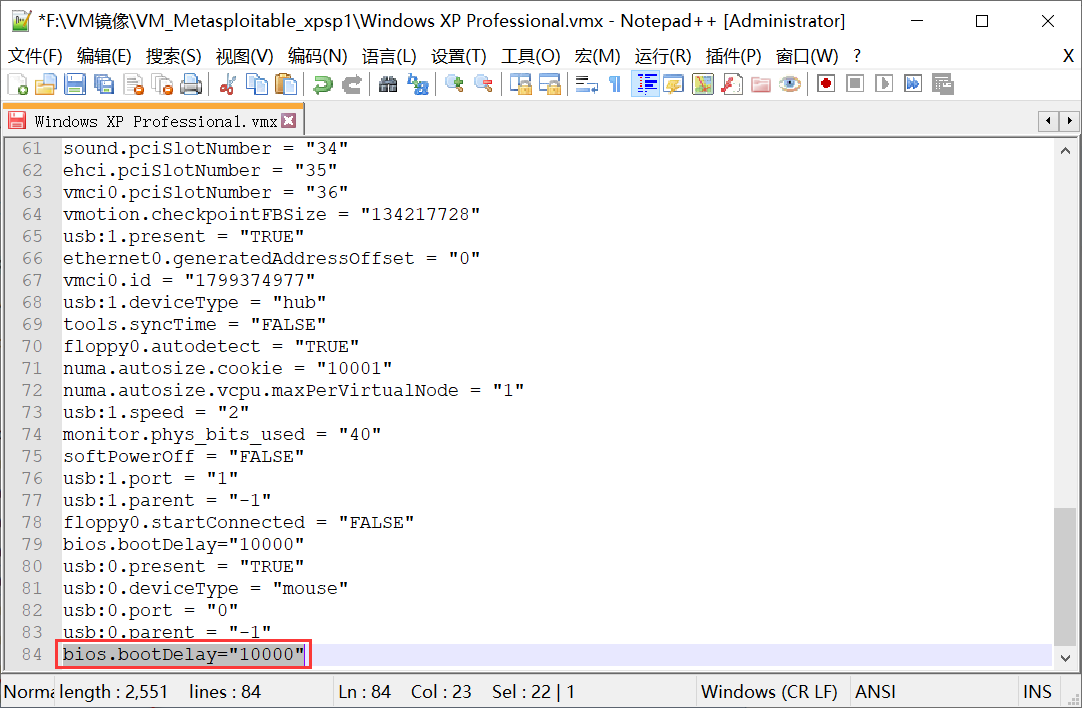 *F:\VM镜像\VM_Metasploitable_xpsp1\Windows XP Professional.vmx - Notepad++ [Administrator]
文件(F) 编辑(E) 搜索(S) 视图(V) 编码(N) 语言(L) 设置(T) 工具(O) 宏(M) 运行(R) 插件(P) 窗口(W) ? X
Windows XP Professional.vmx
61 sound.pciSlotNumber = "34"
62 ehci.pciSlotNumber = "35"
63 vmci0.pciSlotNumber = "36"
64 vmotion.checkpointFBSize = "134217728"
65 usb:1.present = "TRUE"
66 ethernet0.generatedAddressOffset = "0"
67 vmci0.id = "1799374977"
68 usb:1.deviceType = "hub"
69 tools.syncTime = "FALSE"
70 floppy0.autodetect = "TRUE"
71 numa.autosize.cookie = "10001"
72 numa.autosize.vcpu.maxPerVirtualNode = "1"
73 usb:1.speed = "2"
74 monitor.phys_bits_used = "40"
75 softPowerOff = "FALSE"
76 usb:1.port = "1"
77 usb:1.parent = "-1"
78 floppy0.startConnected = "FALSE"
79 bios.bootDelay="10000"
80 usb:0.present = "TRUE"
81 usb:0.deviceType = "mouse"
82 usb:0.port = "0"
83 usb:0.parent = "-1"
84 bios.bootDelay="10000"
Norma length : 2,551 lines : 84 Ln : 84 Col : 23 Sel : 22 | 1 Windows (CR LF) ANSI INS